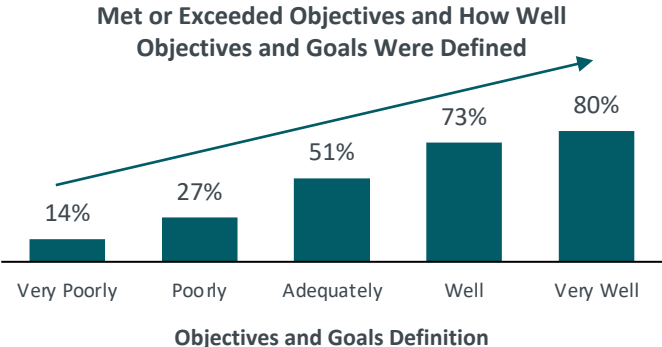 Met or Exceeded Objectives and How Well
Objectives and Goals Were Defined
80%
73%
51%
27%
14%
Very Poorly Poorly Adequately Well Very Well
Objectives and Goals Definition